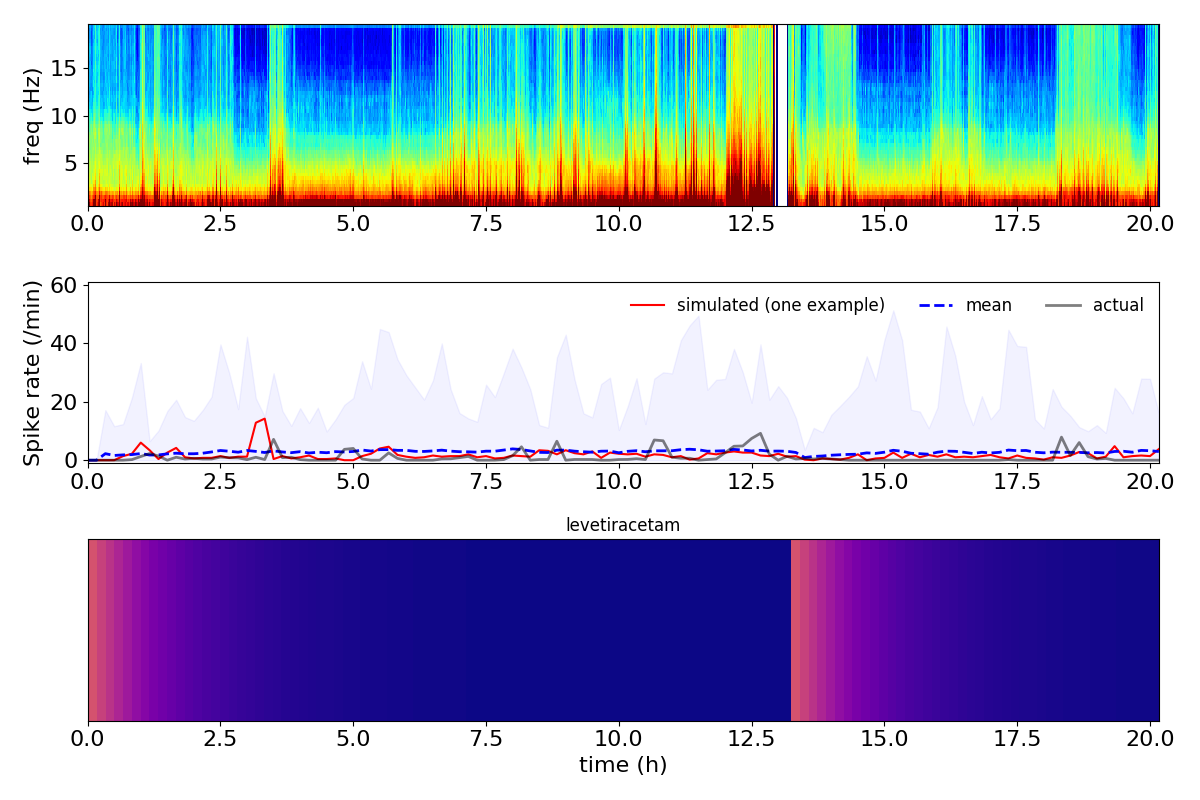 freq (Hz)
15
10
5
0.0 2.5 5.0 7.5 10.0 12.5 15.0 17.5 20.0
Spike rate (/min)
60
40
20
0
simulated (one example) mean actual
0.0 2.5 5.0 7.5 10.0 12.5 15.0 17.5 20.0
levetiracetam
0.0 2.5 5.0 7.5 10.0 12.5 15.0 17.5 20.0
time (h)